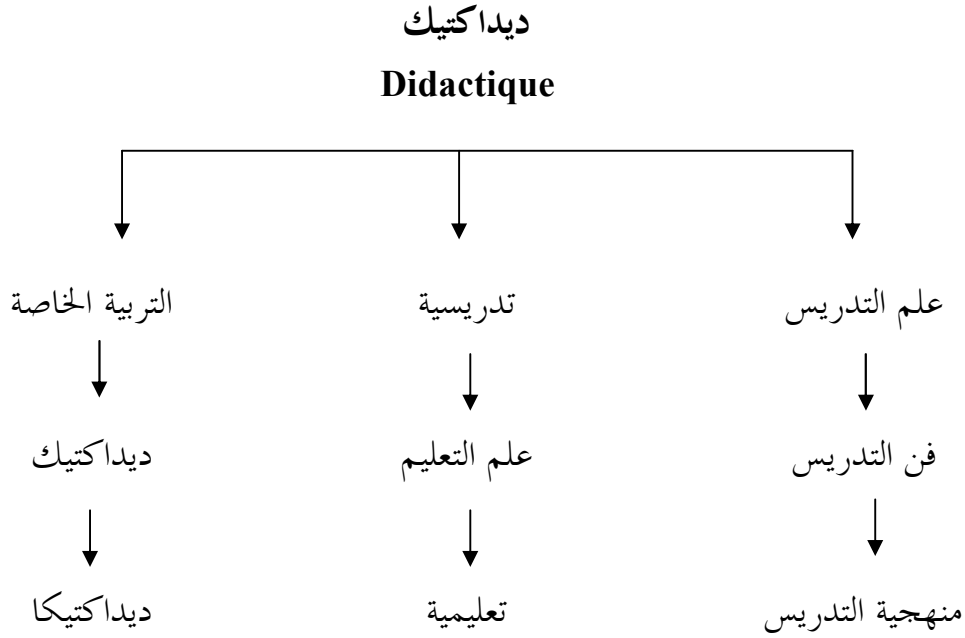 ديداكتيك
Didactique
علم التدريس
تدريسية
التربية الخاصة
فن التدريس
علم التعليم
ديداكتيك
منهجية التدريس
تعليمية
ديداكتيكا